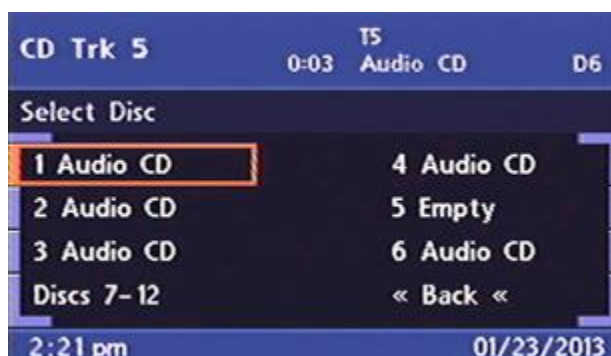 CD Trk 5
T5
0:03 Audio CD D6
Select Disc
1 Audio CD 4 Audio CD
2 Audio CD 5 Empty
3 Audio CD 6 Audio CD
Discs 7-12 « Back «
2:21 pm 01/23/2013